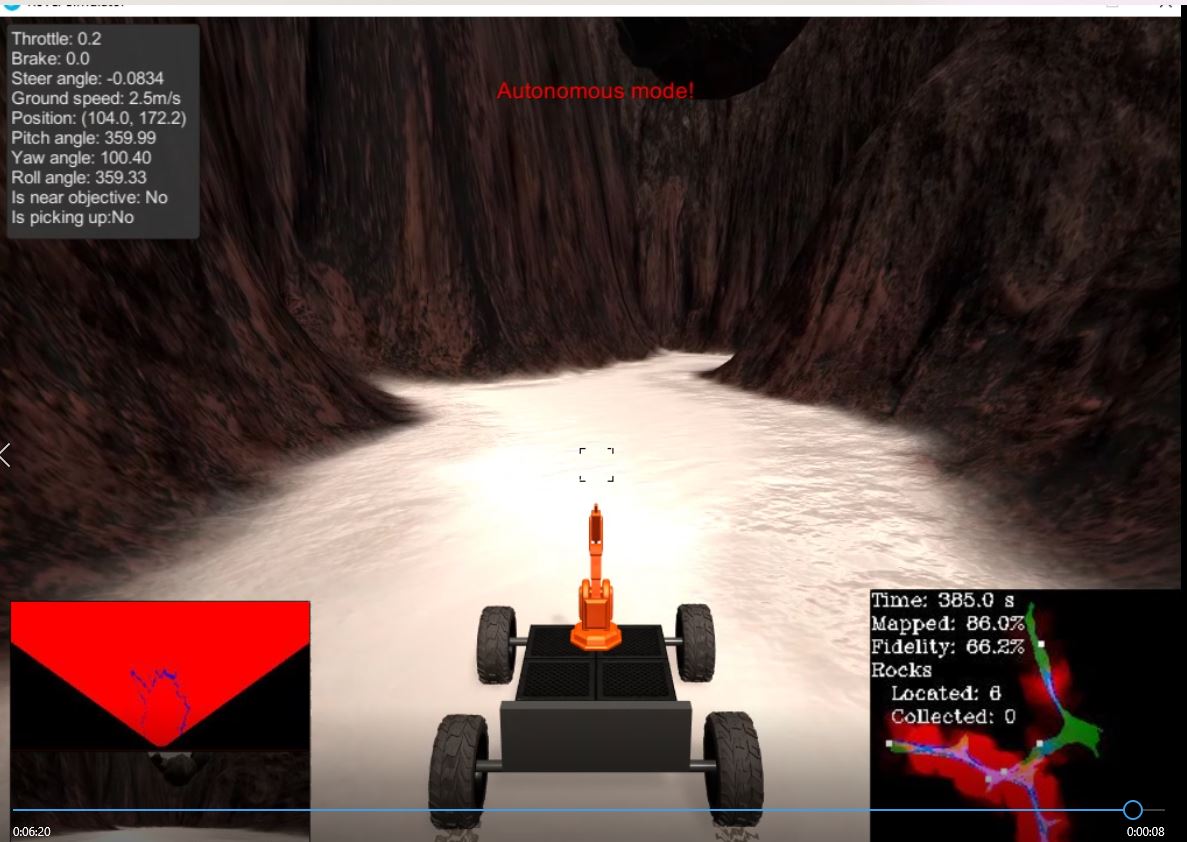 Throttle: 0.2
Brake: 0.0
Steer angle: -0.0834
Ground speed: 2.5m/s
Position: (104.0, 172.2)
Pitch angle: 359.99
Yaw angle: 100.40
Roll angle: 359.33
Is near objective: No
Is picking up:No
Autonomous mode!
Time: 385.0 s
Mapped: 86.0%
Fidelity: 66.2%
Rocks
Located: 6
Collected: 0
0:06:20
0:00:08